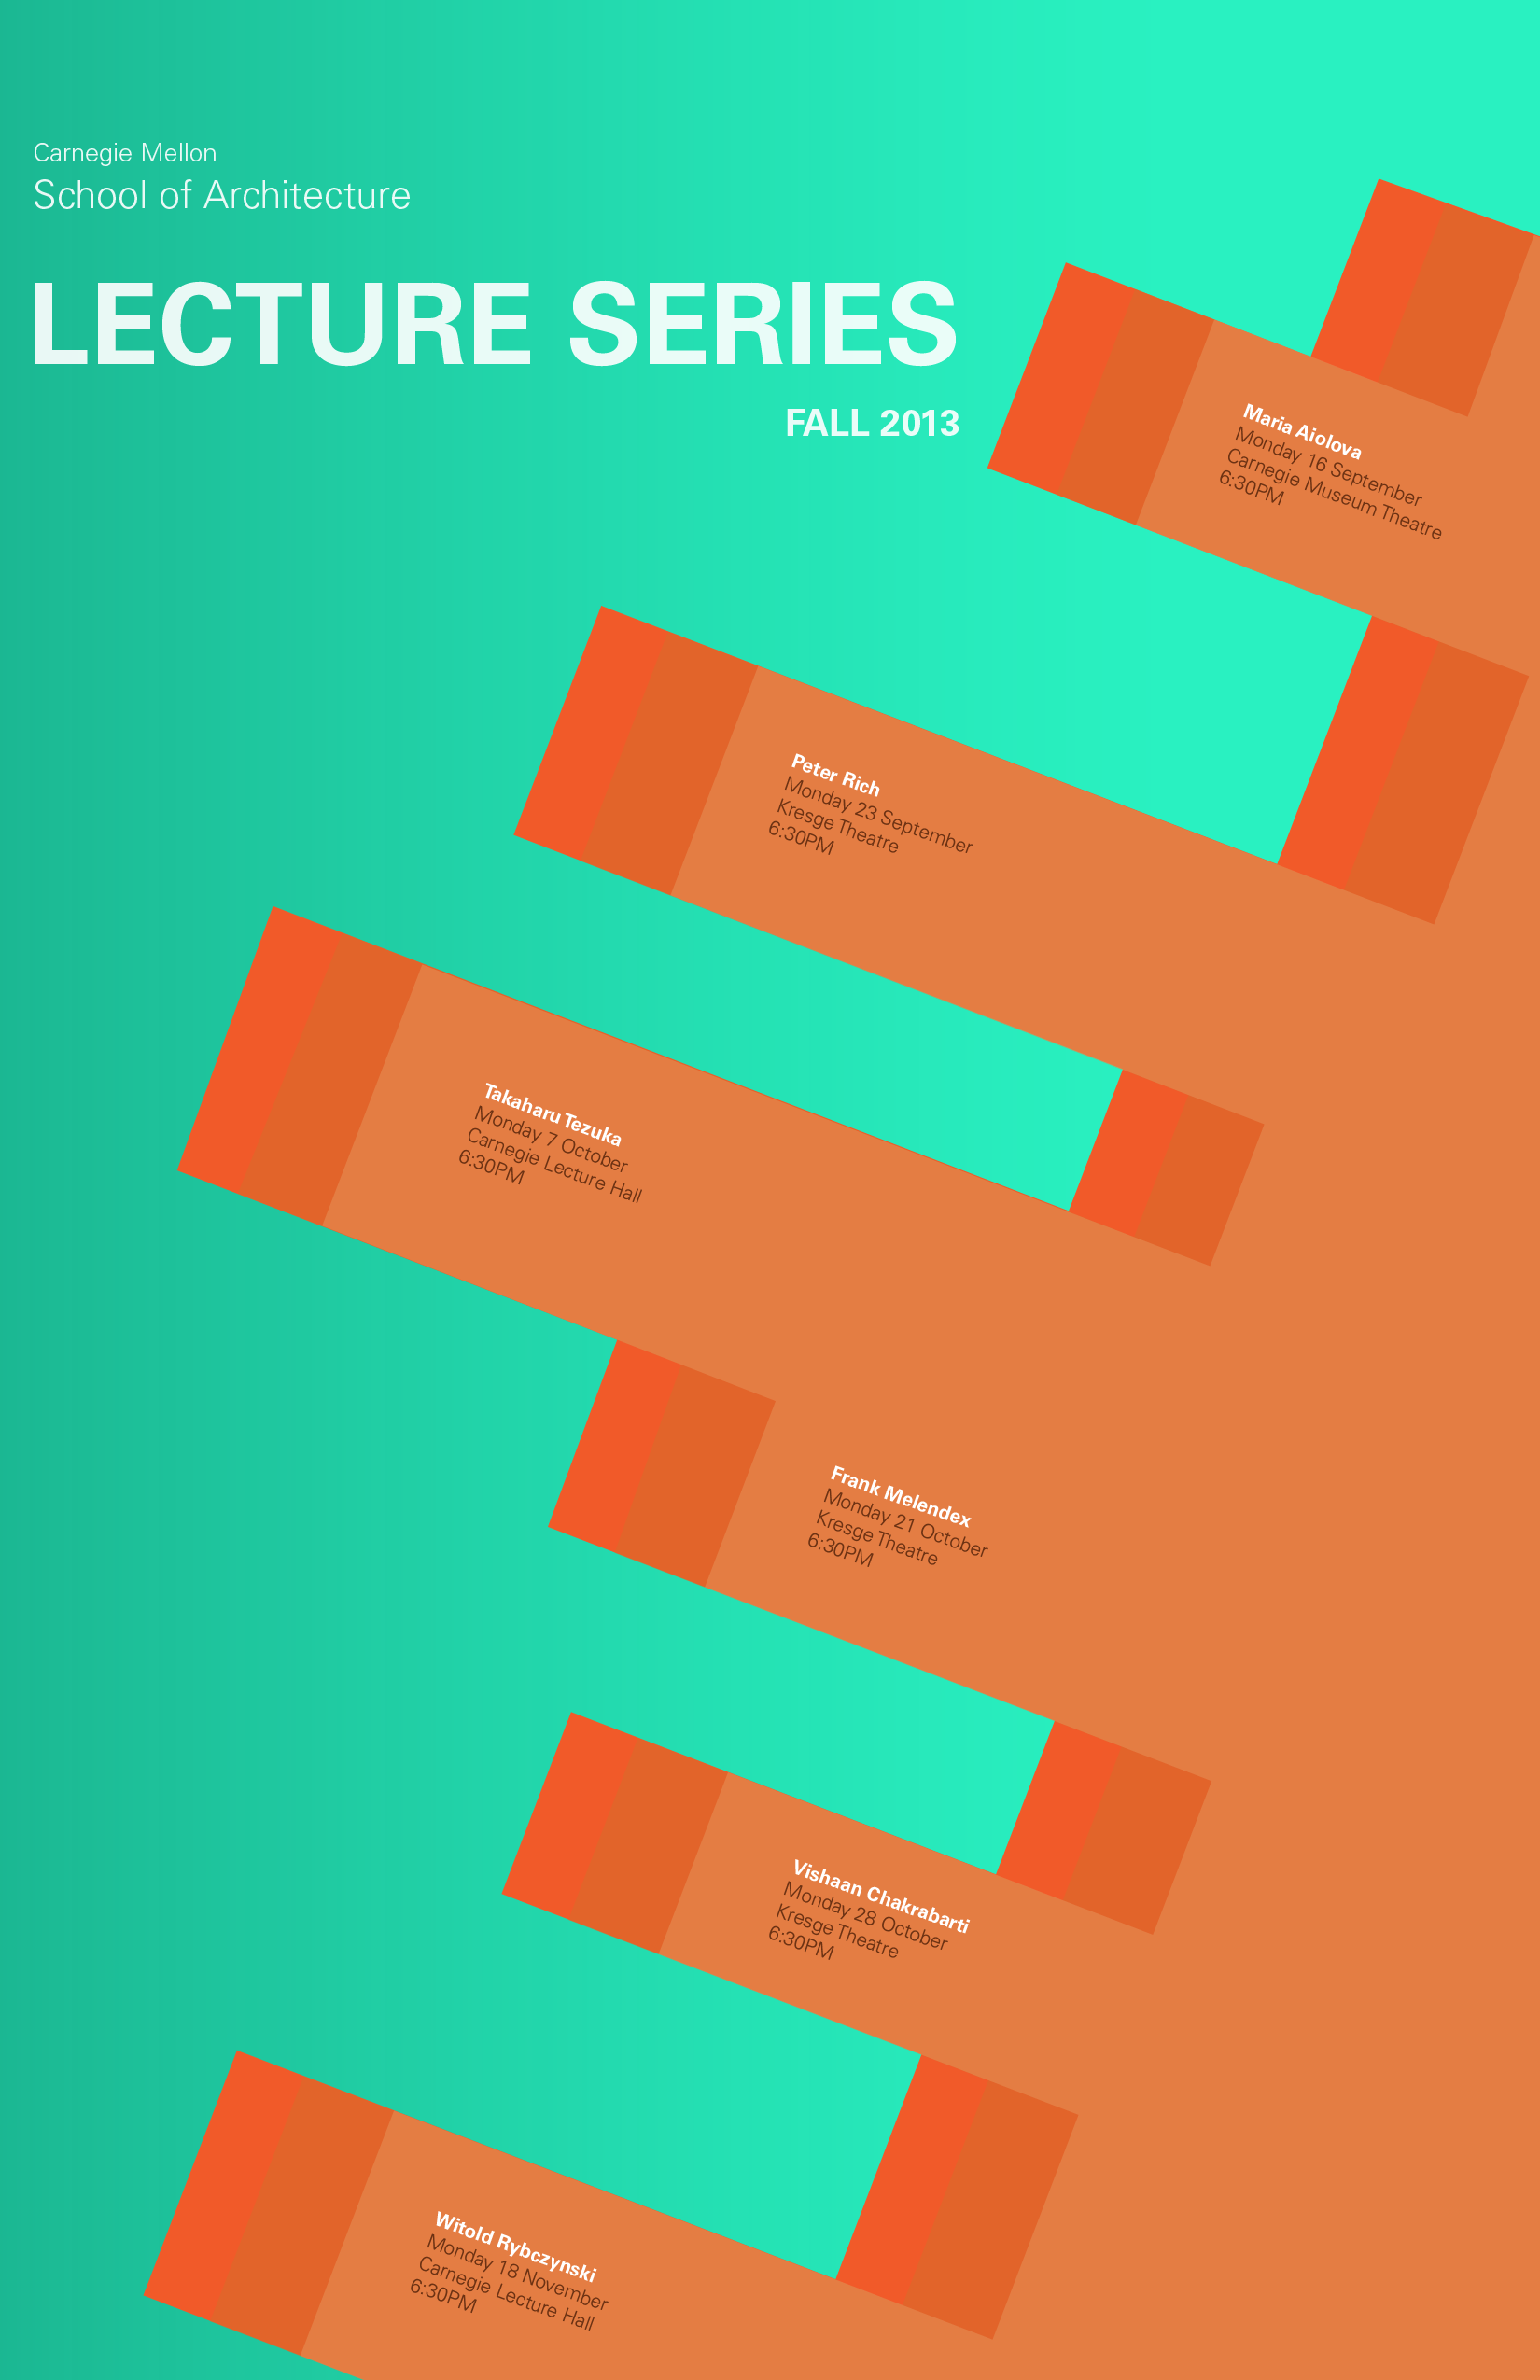 Carnegie Mellon
School of Architecture
LECTURE SERIES
FALL 2013
Maria Aiolova
Monday 16 September
Carnegie Museum Theatre
6:30PM
Peter Rich
Monday 23 September
Kresge Theatre
6:30PM
Takaharu Tezuka
Monday 7 October
Carnegie Lecture Hall
6:30PM
Frank Melendex
Monday 21 October
Kresge Theatre
6:30PM
Vishaan Chakrabarti
Monday 28 October
Kresge Theatre
6:30PM
Witold Rybczynski
Monday 18 November
Carnegie Lecture Hall
6:30PM